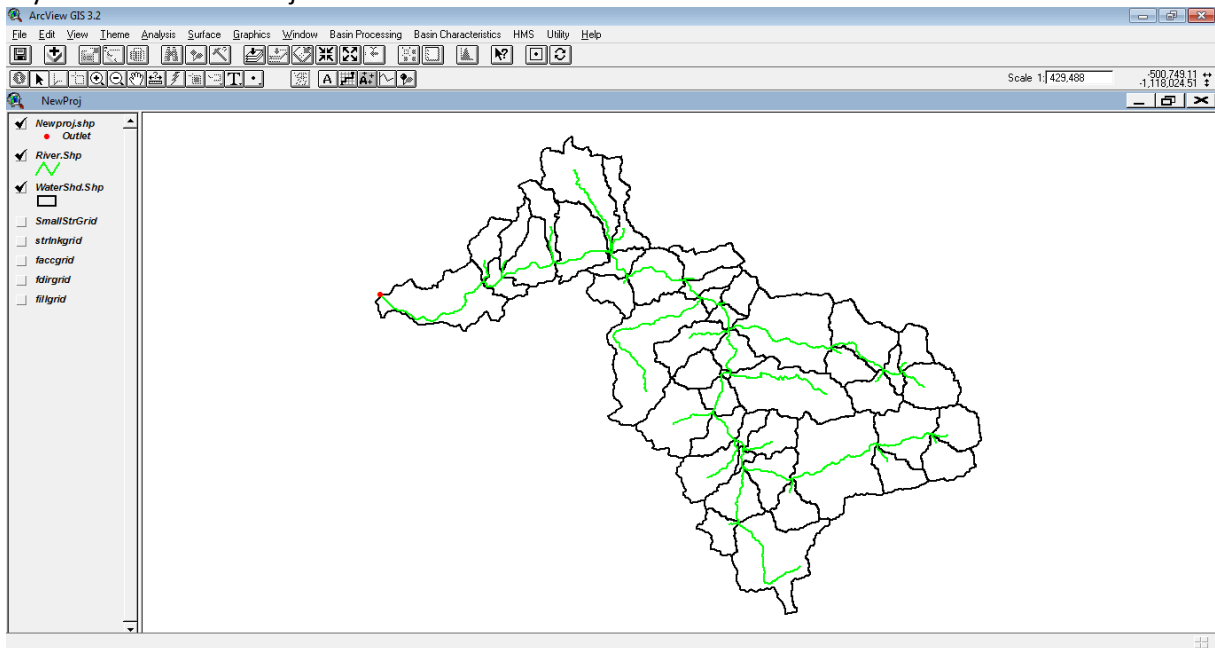 ArcView GIS 3.2
File Edit View Theme Analysis Surface Graphics Window Basin Processing Basin Characteristics HMS Utility Help
T. A
Scale 1: 429,488 -500,749.11
-1,118,024.51
NewProj
Newproj.shp
Outlet
River.Shp
WaterShd.Shp
SmallStrGrid
strlnkgrid
faccgrid
fdirgrid
fillgrid